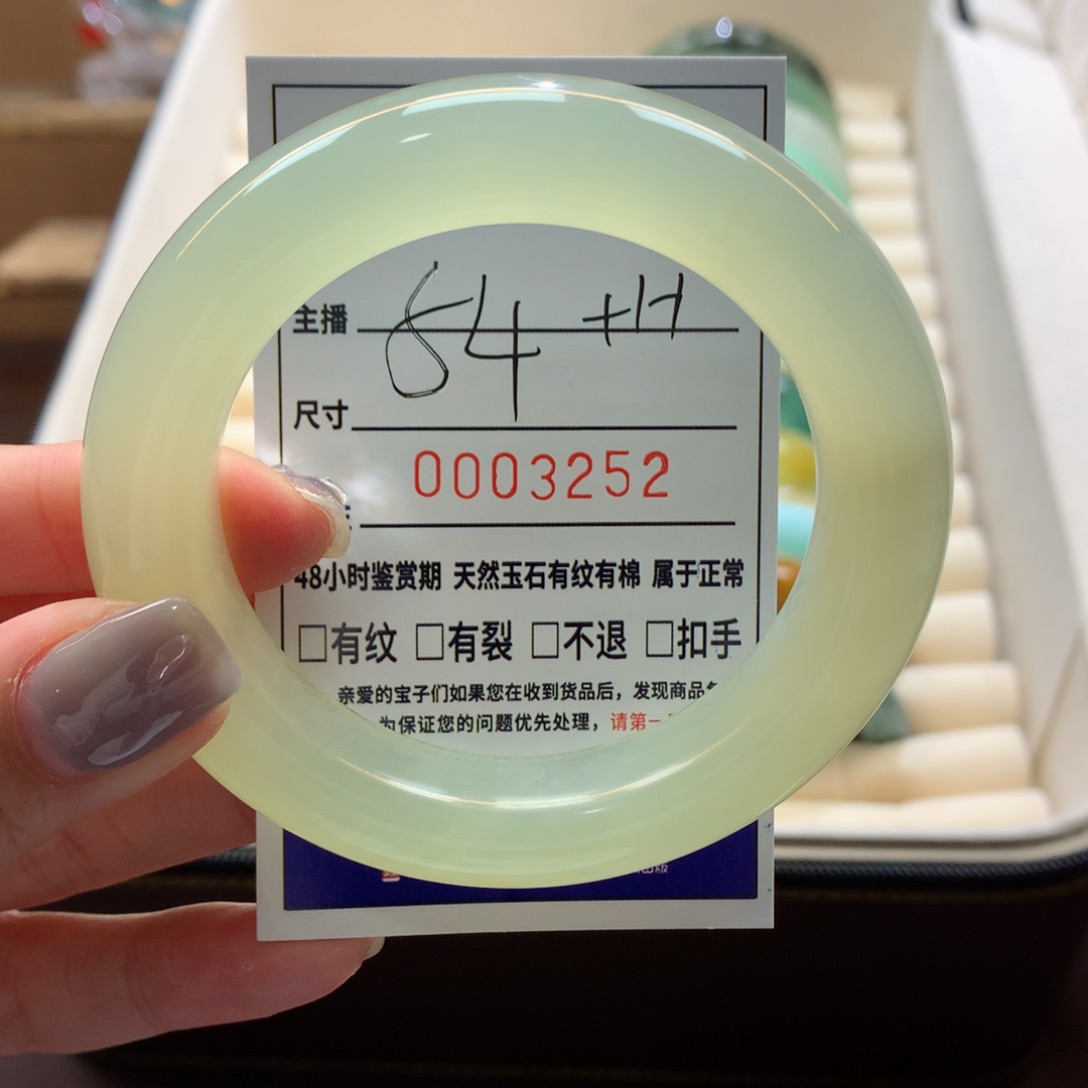 主播 54 +H
尺寸
0003252
48小时鉴赏期 天然玉石有纹有棉 属于正常
□有纹 □有裂 □不退 □扣手
亲爱的宝子们如果您在收到货品后，发现商品
为保证您的问题优先处理，请第一